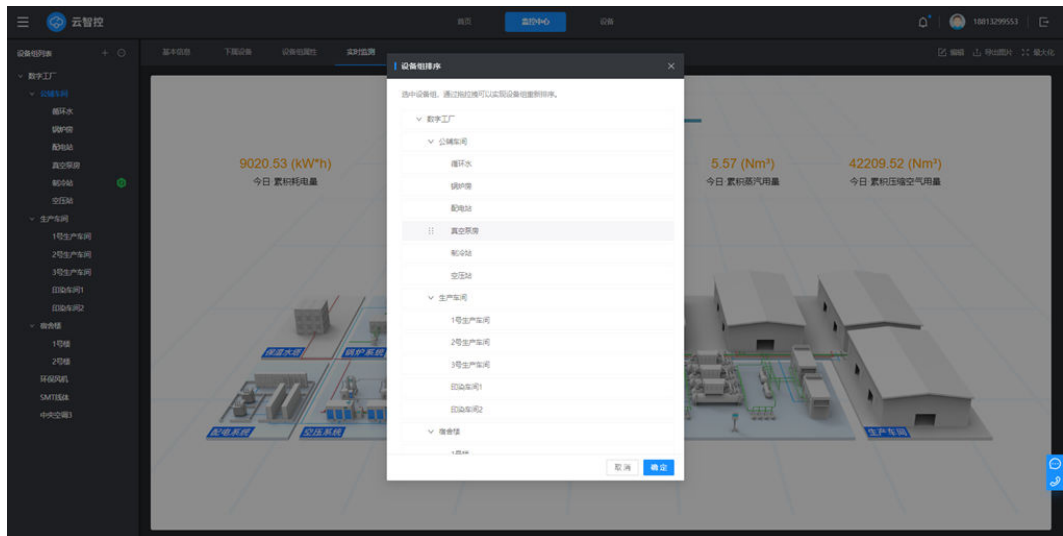 云智控
首页
监控中心
设备
18813299553
设备组列表
基本信息
下属设备
设备组属性
实时监测
编辑
导出图片
最大化
数字工厂
公辅车间
循环水
锅炉房
配电站
真空泵房
制冷站
空压站
生产车间
1号生产车间
2号生产车间
3号生产车间
印染车间1
印染车间2
宿舍楼
1号楼
2号楼
环保风机
SMT线体
中央空调3
9020.53 (kW*h)
今日 累积耗电量
5.57 (Nm³)
今日 累积蒸汽用量
42209.52 (Nm³)
今日 累积压缩空气用量
保温水塔
锅炉系统
配电系统
空压系统
生产车间
设备组排序
选中设备组，通过拖拉拽可以实现设备组重新排序。
数字工厂
公辅车间
循环水
锅炉房
配电站
真空泵房
制冷站
空压站
生产车间
1号生产车间
2号生产车间
3号生产车间
印染车间1
印染车间2
宿舍楼
1号楼
取消
确定